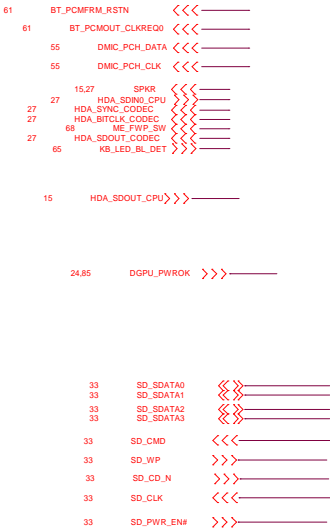 61 BT_PCMFRM_RSTN
61 BT_PCMOUT_CLKREQ0
55 DMIC_PCH_DATA
55 DMIC_PCH_CLK
15,27 SPKR
27 HDA_SDIN0_CPU
27 HDA_SYNC_CODEC
27 HDA_BITCLK_CODEC
68 ME_FWP_SW
27 HDA_SDOUT_CODEC
65 KB_LED_BL_DET
15 HDA_SDOUT_CPU
24,85 DGPU_PWROK
33 SD_SDATA0
33 SD_SDATA1
33 SD_SDATA2
33 SD_SDATA3
33 SD_CMD
33 SD_WP
33 SD_CD_N
33 SD_CLK
33 SD_PWR_EN#